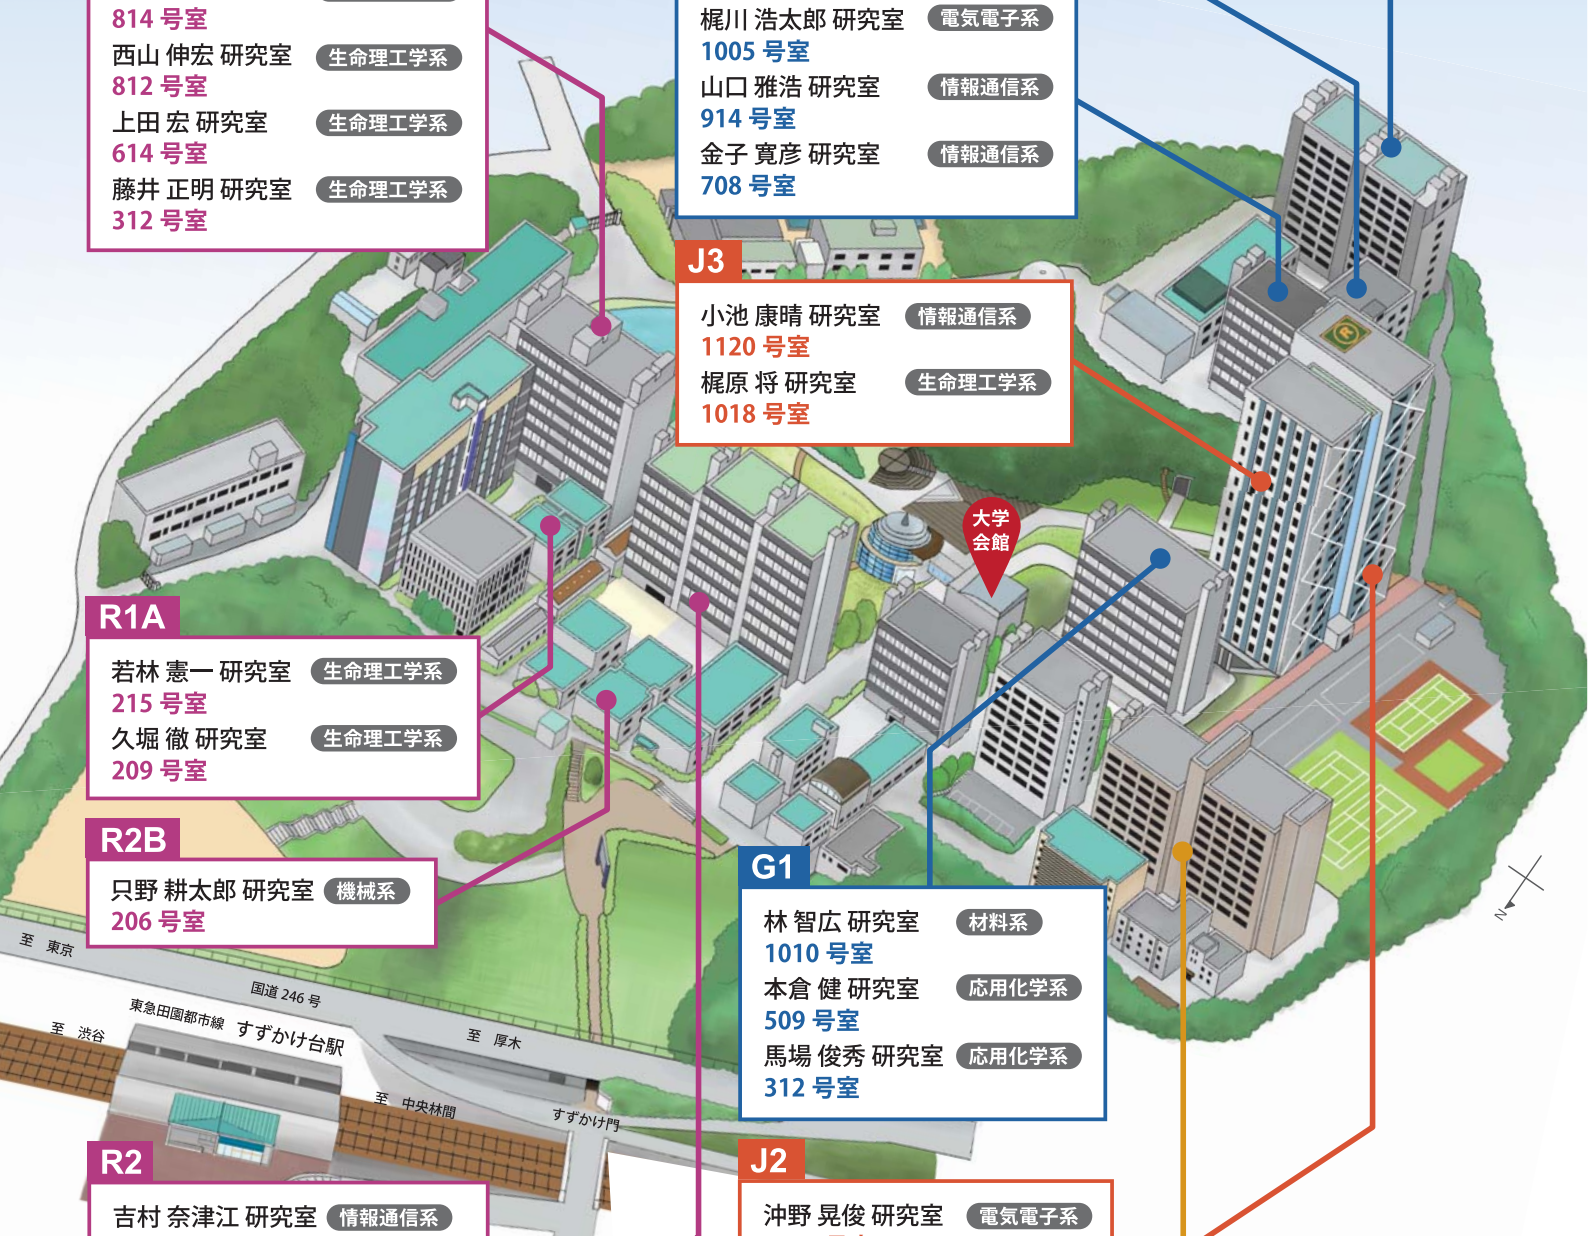 814 号室
西山 伸宏 研究室 生命理工学系
812 号室
上田 宏 研究室 生命理工学系
614 号室
藤井 正明 研究室 生命理工学系
312 号室
梶川 浩太郎 研究室 電気電子系
1005 号室
山口 雅浩 研究室 情報通信系
914 号室
金子 寛彦 研究室 情報通信系
708 号室
J3
小池 康晴 研究室 情報通信系
1120 号室
梶原 将 研究室 生命理工学系
1018 号室
R
大学
会館
R1A
若林 憲一 研究室 生命理工学系
215 号室
久堀 徹 研究室 生命理工学系
209 号室
R2B
只野 耕太郎 研究室 機械系
206 号室
G1
林 智広 研究室 材料系
1010 号室
本倉 健 研究室 応用化学系
509 号室
馬場 俊秀 研究室 応用化学系
312 号室
N
至 東京
国道 246 号
至 厚木
東急田園都市線 すずかけ台駅
至 渋谷
至 中央林間
すずかけ門
R2
吉村 奈津江 研究室 情報通信系
J2
沖野 晃俊 研究室 電気電子系